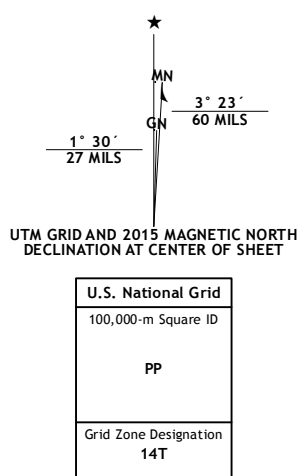 ★
MN
3° 23´
60 MILS
GN
1° 30´
27 MILS
UTM GRID AND 2015 MAGNETIC NORTH
DECLINATION AT CENTER OF SHEET
U.S. National Grid
100,000-m Square ID
PP
Grid Zone Designation
14T